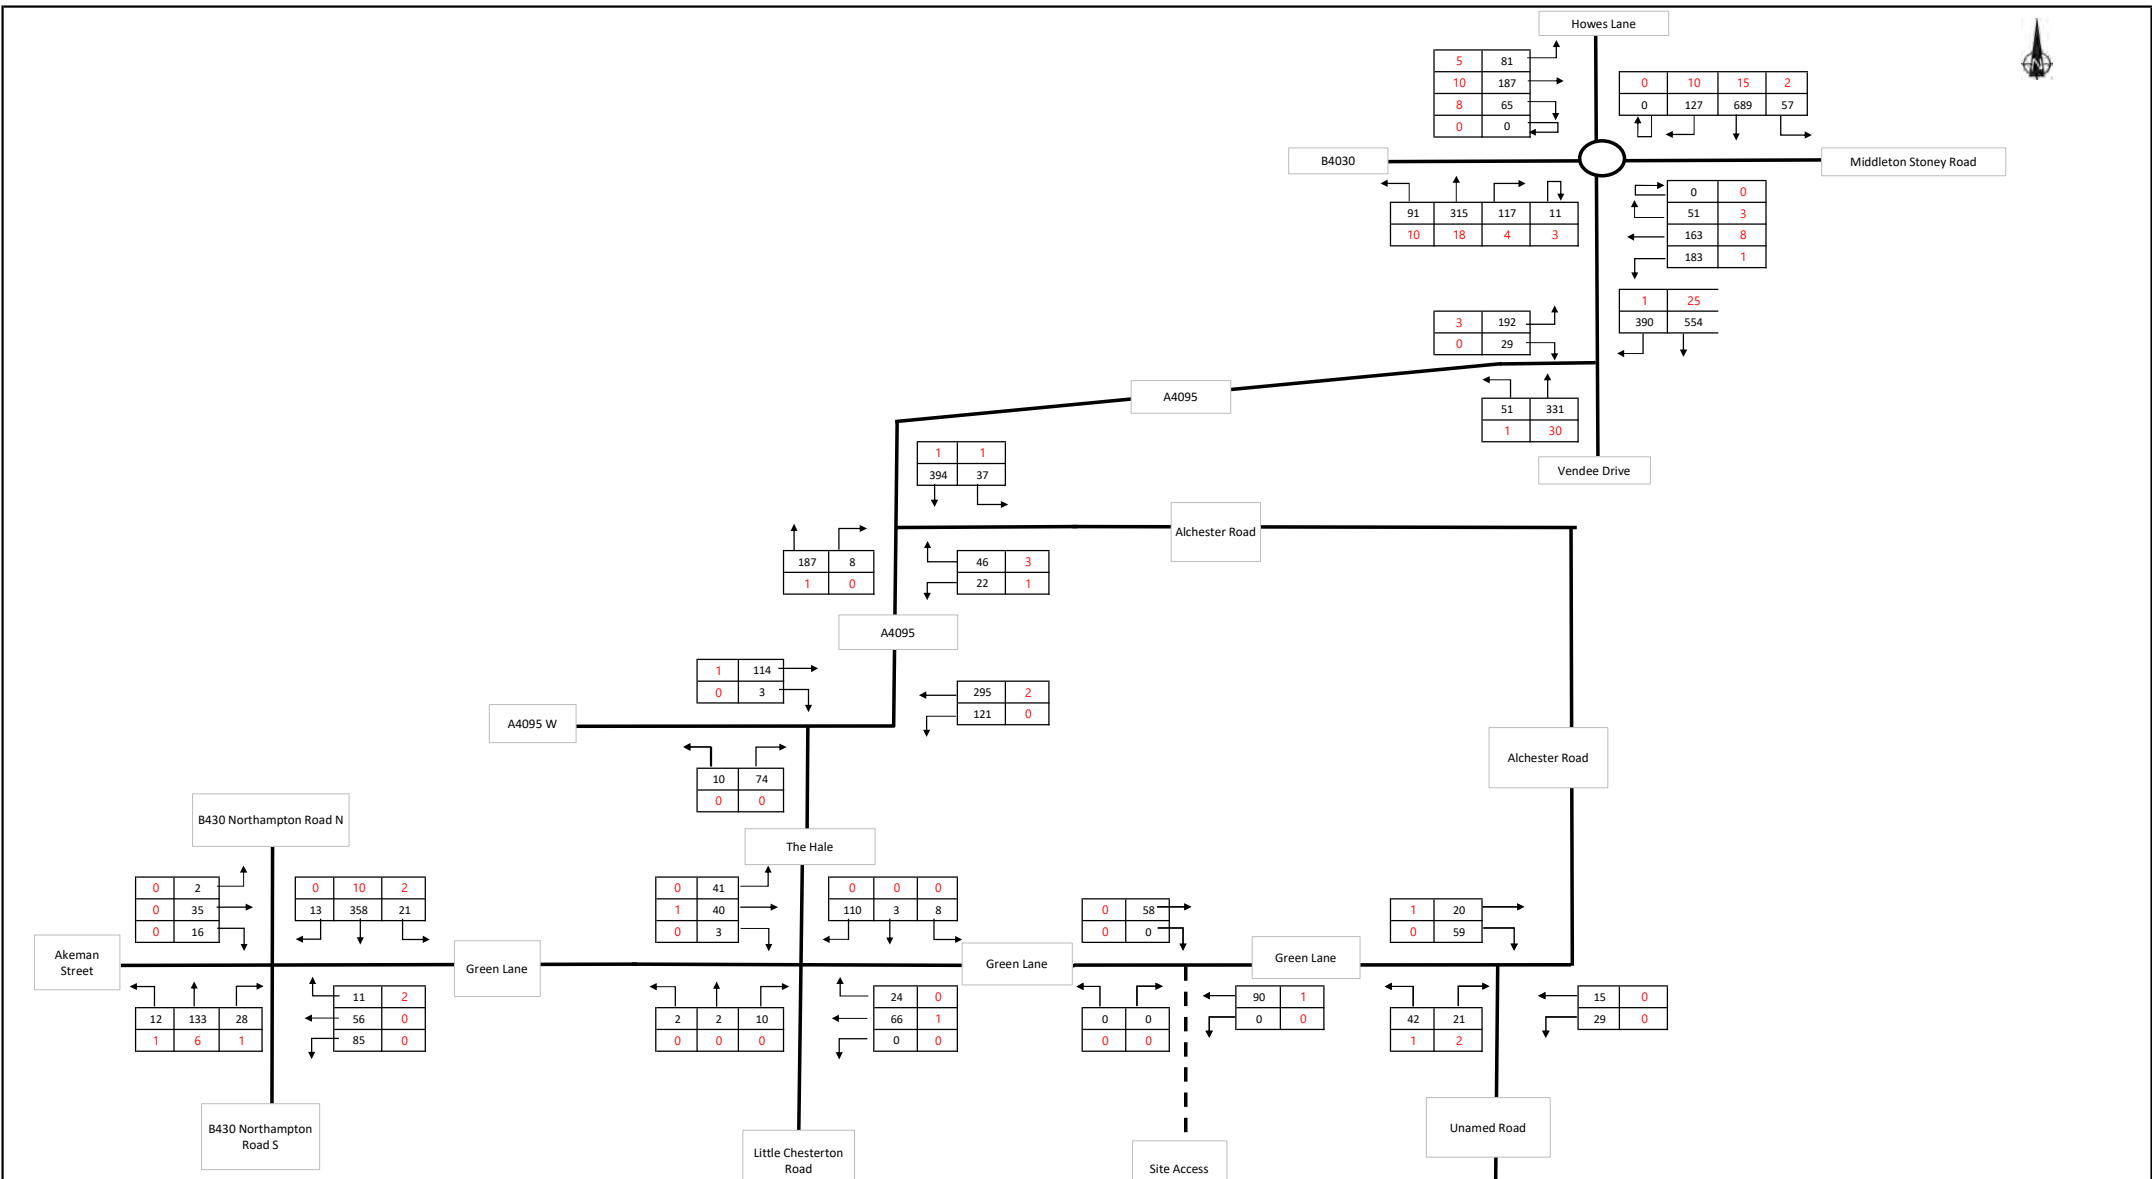 Howes Lane
5 81
10 187
8 65
0 0
0 10 15 2
0 127 689 57
B4030
Middleton Stoney Road
91 315 117 11
10 18 4 3
0 0
51 3
163 8
183 1
1 25
390 554
3 192
0 29
A4095
51 331
1 30
Vendee Drive
1 1
394 37
Alchester Road
187 8
1 0
46 3
22 1
A4095
1 114
0 3
295 2
121 0
A4095 W
10 74
0 0
Alchester Road
B430 Northampton Road N
The Hale
0 2
0 35
0 16
0 10 2
13 358 21
0 41
1 40
0 3
0 0 0
110 3 8
0 58
0 0
1 20
0 59
Akeman
Street
Green Lane
Green Lane
Green Lane
12 133 28
1 6 1
11 2
56 0
85 0
2 2 10
0 0 0
24 0
66 1
0 0
0 0
0 0
90 1
0 0
42 21
1 2
15 0
29 0
B430 Northampton
Road S
Little Chesterton
Road
Site Access
Unamed Road